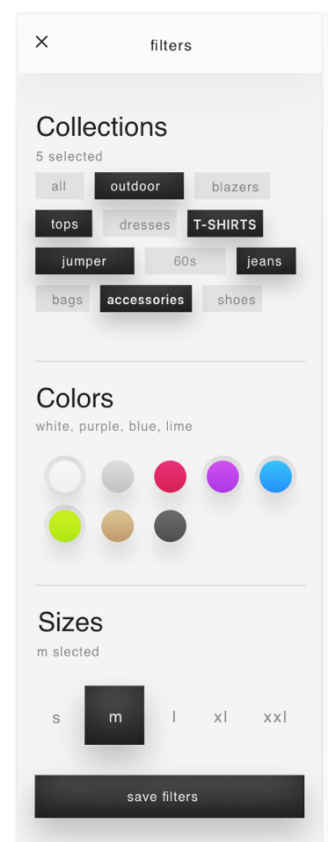 filters
Collections
5 selected
all outdoor blazers
tops dresses T-SHIRTS
jumper 60s jeans
bags accessories shoes
Colors
white, purple, blue, lime
Sizes
m slected
s m l xl xxl
save filters